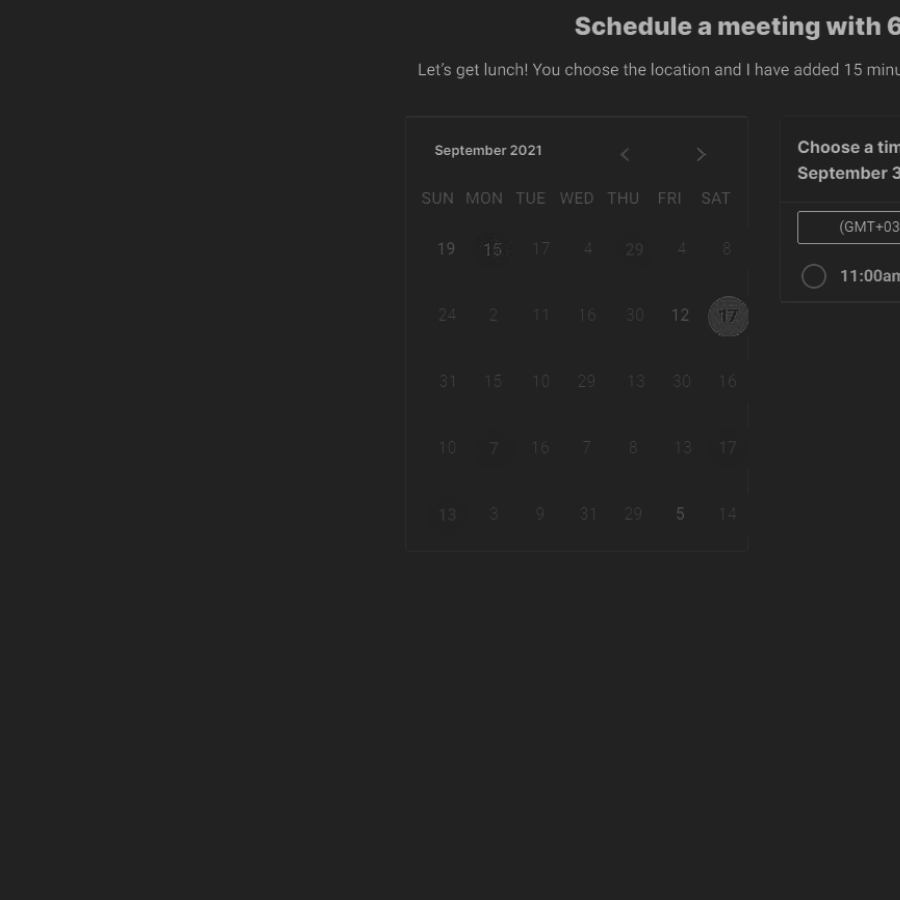 Schedule a meeting with 6
Let's get lunch! You choose the location and I have added 15 minu
September 2021
SUN MON TUE WED THU FRI SAT
19 15 17 4 29 4 8
24 2 11 16 30 12 17
31 15 10 29 13 30 16
10 7 16 7 8 13 17
13 3 9 31 29 5 14
Choose a tim
September 3
(GMT+03
11:00am